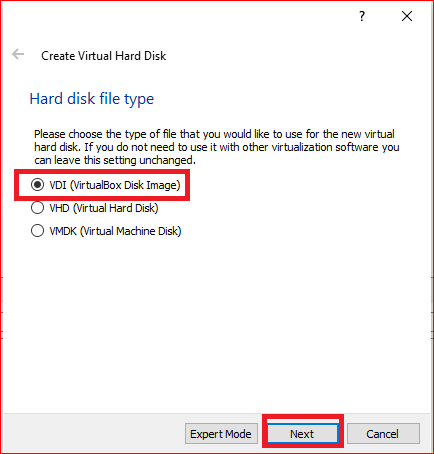 ?
Create Virtual Hard Disk
Hard disk file type
Please choose the type of file that you would like to use for the new virtual
hard disk. If you do not need to use it with other virtualization software you
can leave this setting unchanged.
VDI (VirtualBox Disk Image)
VHD (Virtual Hard Disk)
VMDK (Virtual Machine Disk)
Expert Mode Next Cancel